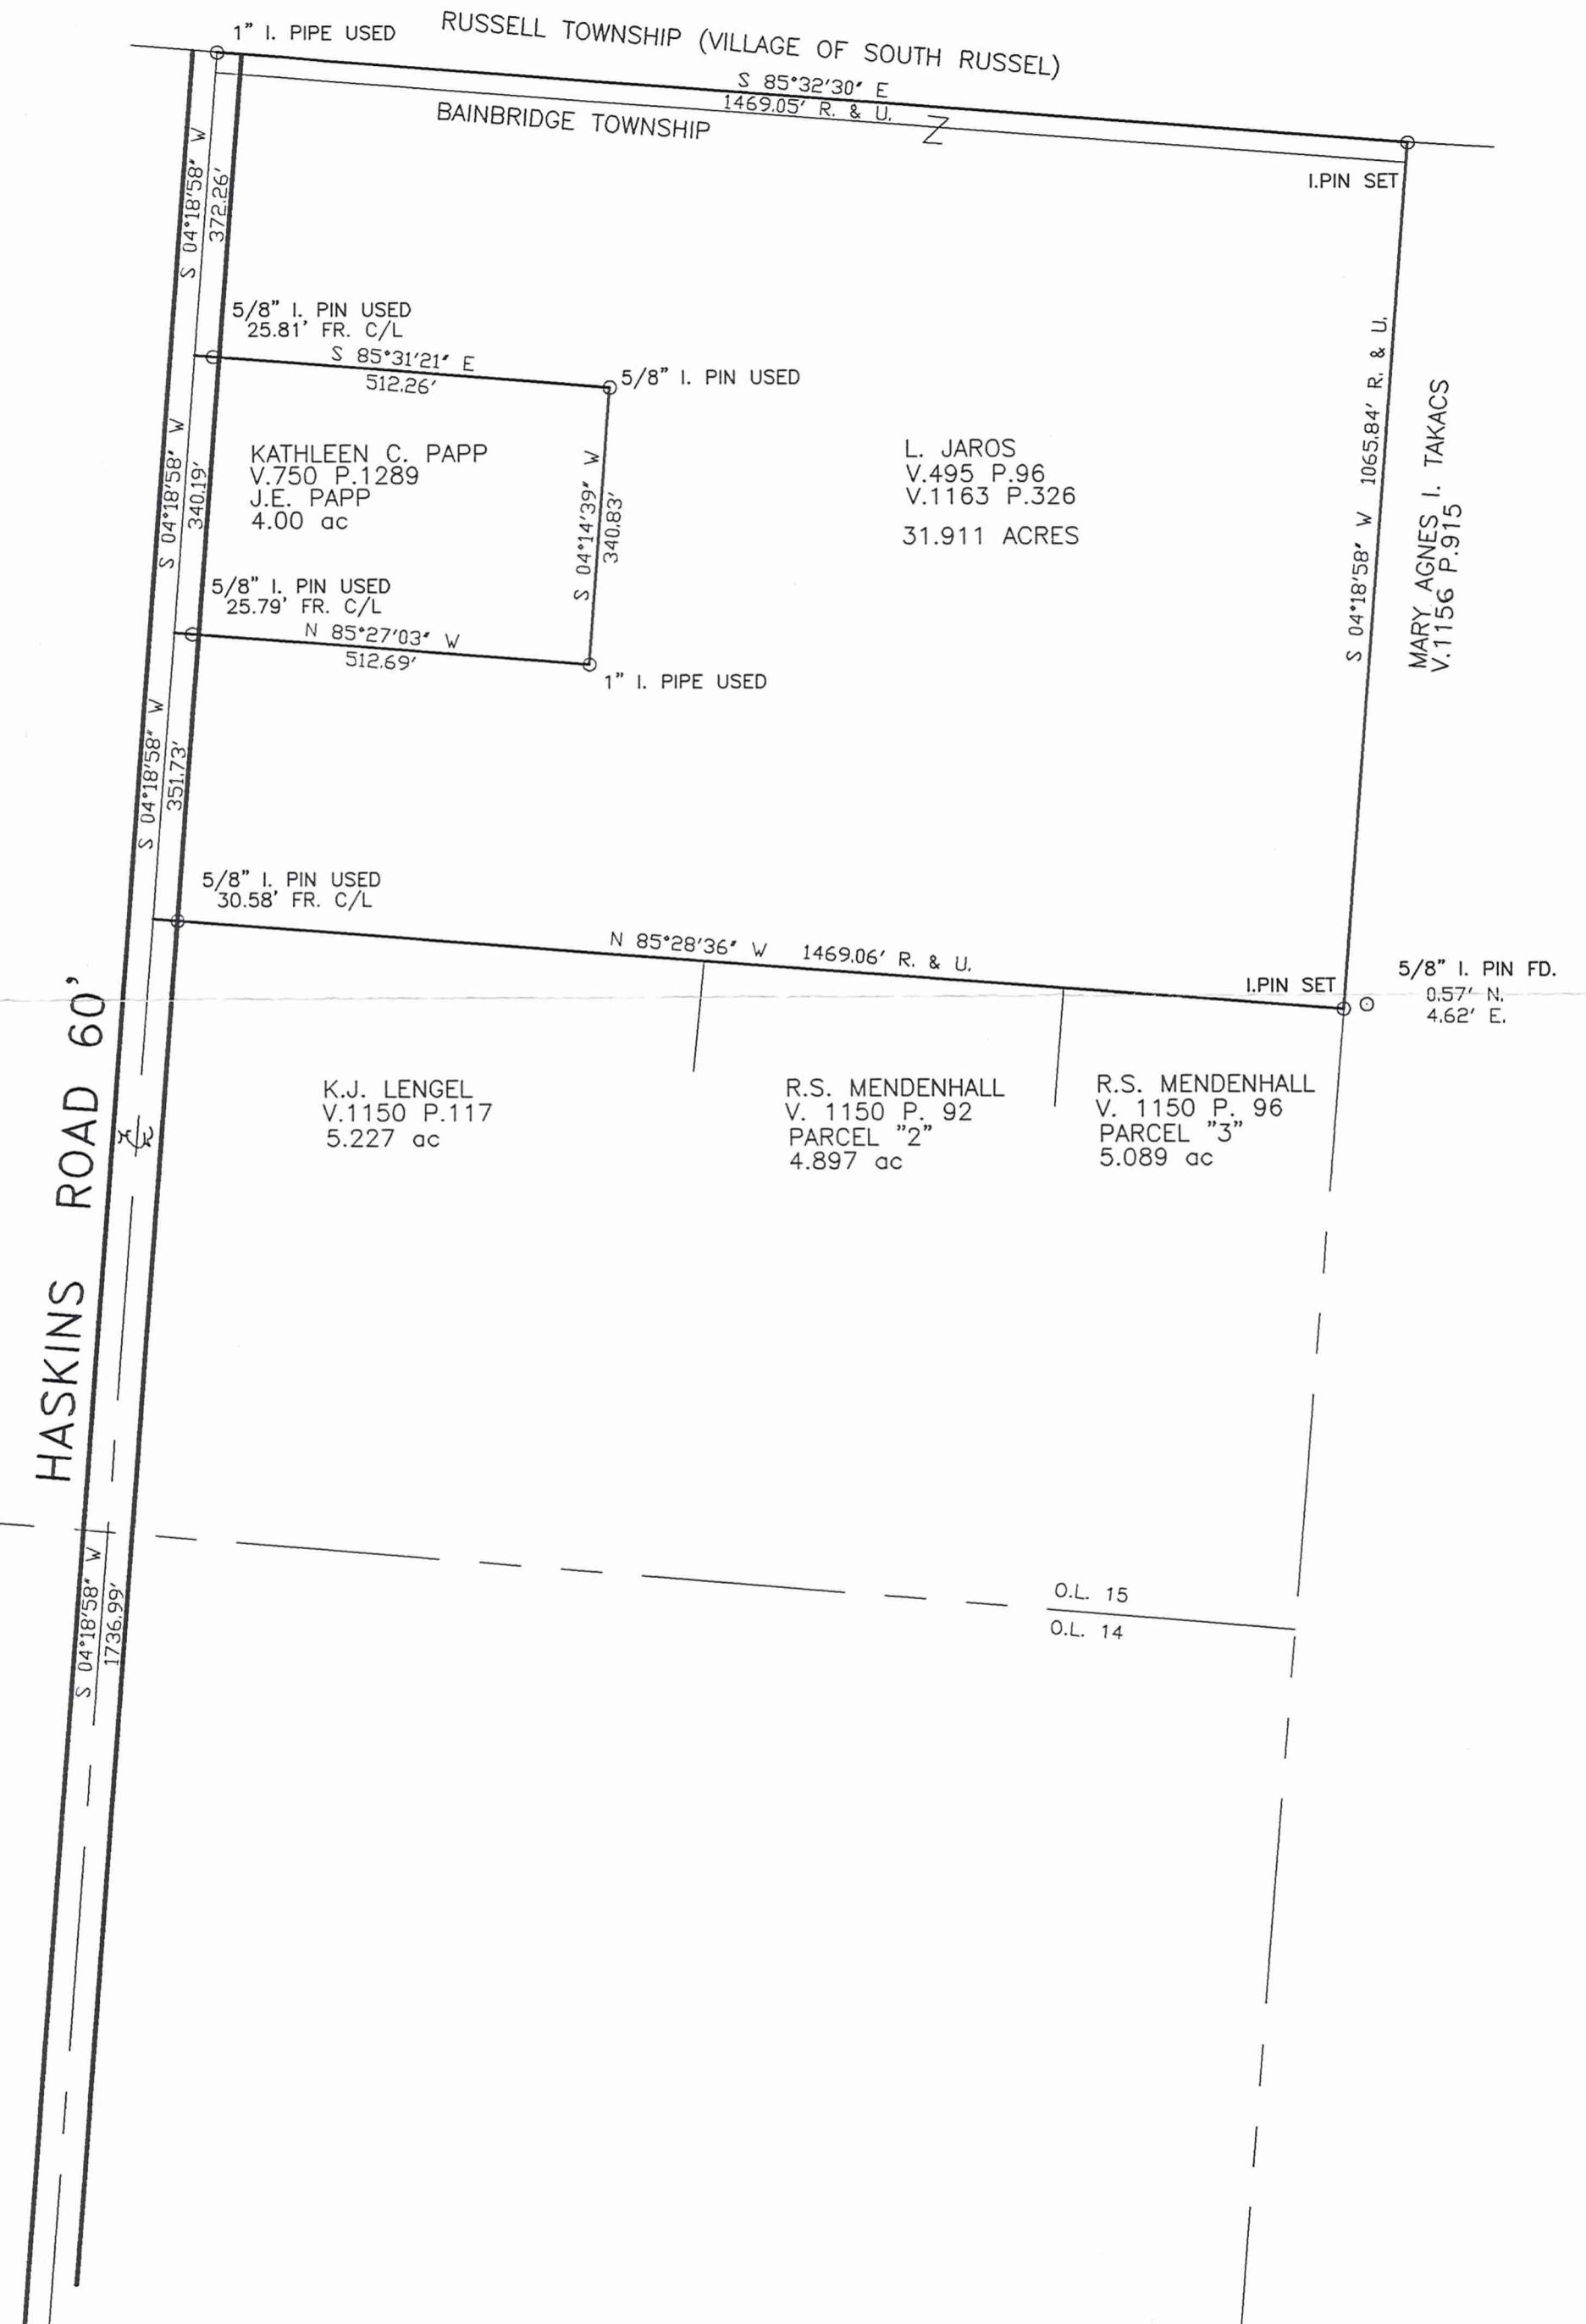 1" I. PIPE USED
RUSSELL TOWNSHIP (VILLAGE OF SOUTH RUSSEL)
S 85°32'30" E
1469.05' R. & U.
BAINBRIDGE TOWNSHIP
Z
I.PIN SET
S 04°18'58" W
372.26'
5/8" I. PIN USED
25.81' FR. C/L
S 85°31'21" E
512.26'
5/8" I. PIN USED
S 04°18'58" W
340.19'
KATHLEEN C. PAPP
V.750 P.1289
J.E. PAPP
4.00 ac
S 04°14'39" W
340.83'
L. JAROS
V.495 P.96
V.1163 P.326
31.911 ACRES
S 04°18'58" W 1065.84' R. & U.
MARY AGNES I. TAKACS
V.1156 P.915
5/8" I. PIN USED
25.79' FR. C/L
N 85°27'03" W
512.69'
1" I. PIPE USED
S 04°18'58" W
351.73'
5/8" I. PIN USED
30.58' FR. C/L
N 85°28'36" W 1469.06' R. & U.
I.PIN SET
5/8" I. PIN FD.
0.57' N.
4.62' E.
HASKINS ROAD 60'
K.J. LENGEL
V.1150 P.117
5.227 ac
R.S. MENDENHALL
V. 1150 P. 92
PARCEL "2"
4.897 ac
R.S. MENDENHALL
V. 1150 P. 96
PARCEL "3"
5.089 ac
S 04°18'58" W
1736.99'
O.L. 15
O.L. 14